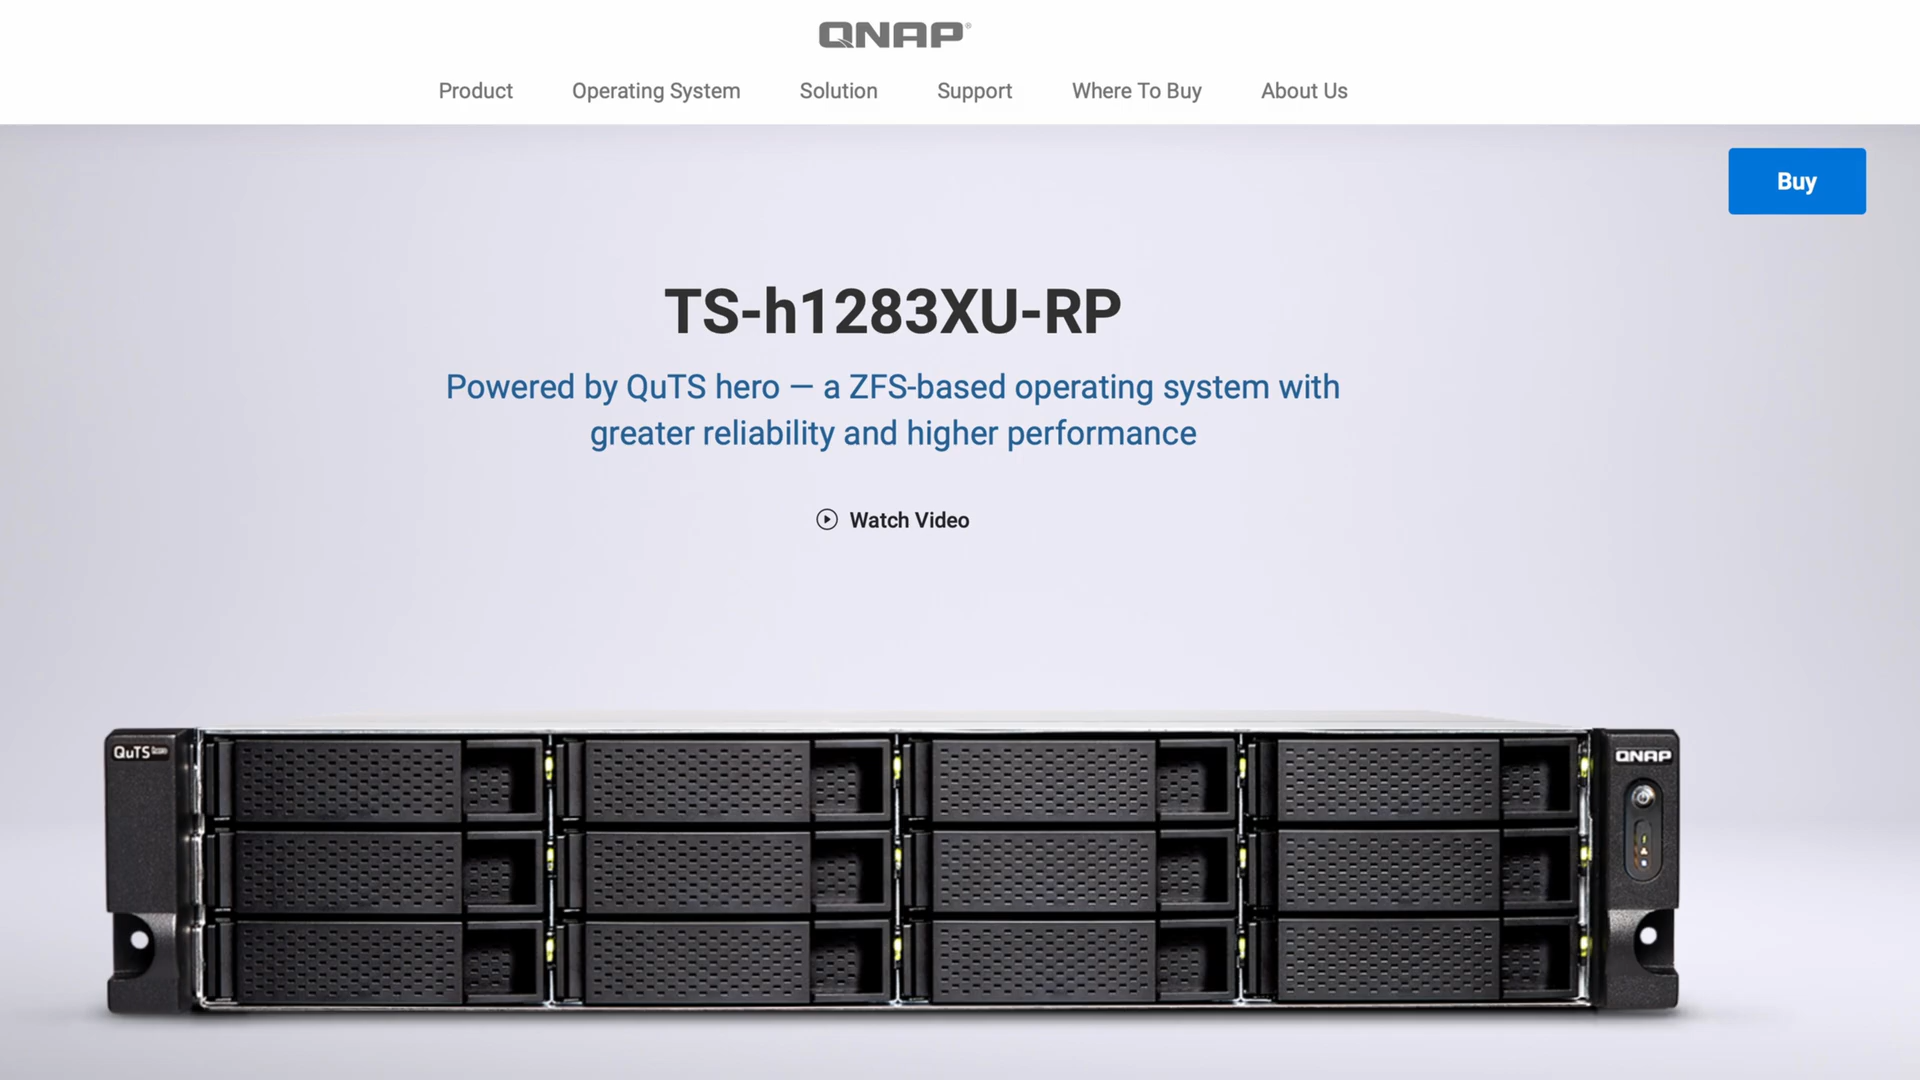 QNAP
Product Operating System Solution Support Where To Buy About Us
Buy
TS-h1283XU-RP
Powered by QuTS hero — a ZFS-based operating system with
greater reliability and higher performance
Watch Video
QuTS hero
QNAP